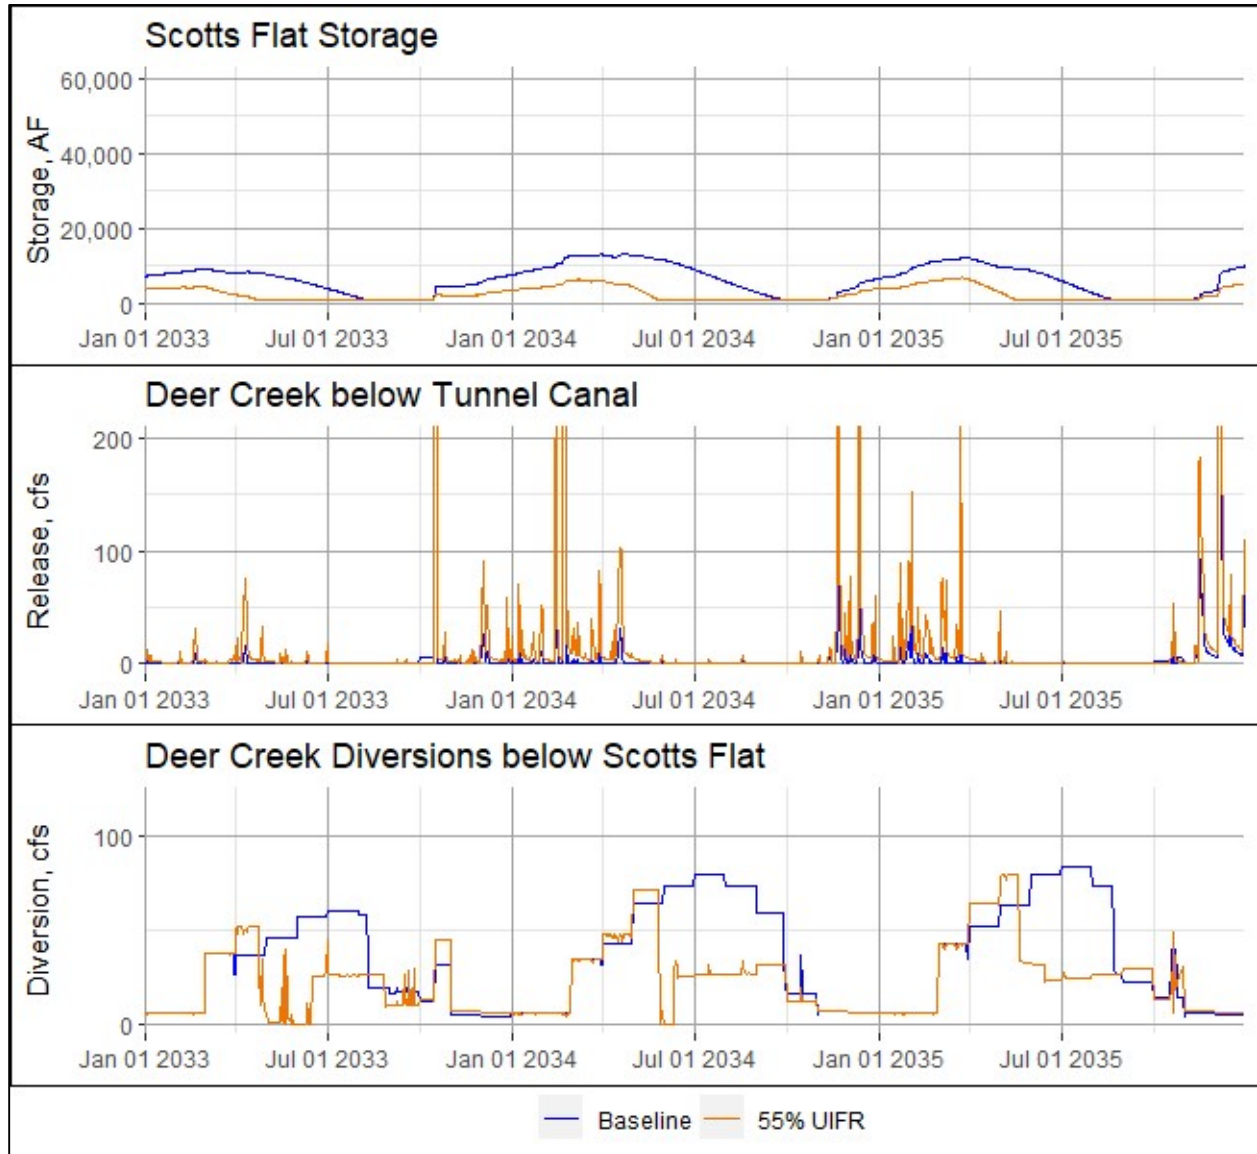 Scotts Flat Storage
Storage, AF
60,000
40,000
20,000
0
Jan 01 2033 Jul 01 2033 Jan 01 2034 Jul 01 2034 Jan 01 2035 Jul 01 2035
Deer Creek below Tunnel Canal
Release, cfs
200
100
0
Jan 01 2033 Jul 01 2033 Jan 01 2034 Jul 01 2034 Jan 01 2035 Jul 01 2035
Deer Creek Diversions below Scotts Flat
Diversion, cfs
100
0
Jan 01 2033 Jul 01 2033 Jan 01 2034 Jul 01 2034 Jan 01 2035 Jul 01 2035
Baseline 55% UIFR